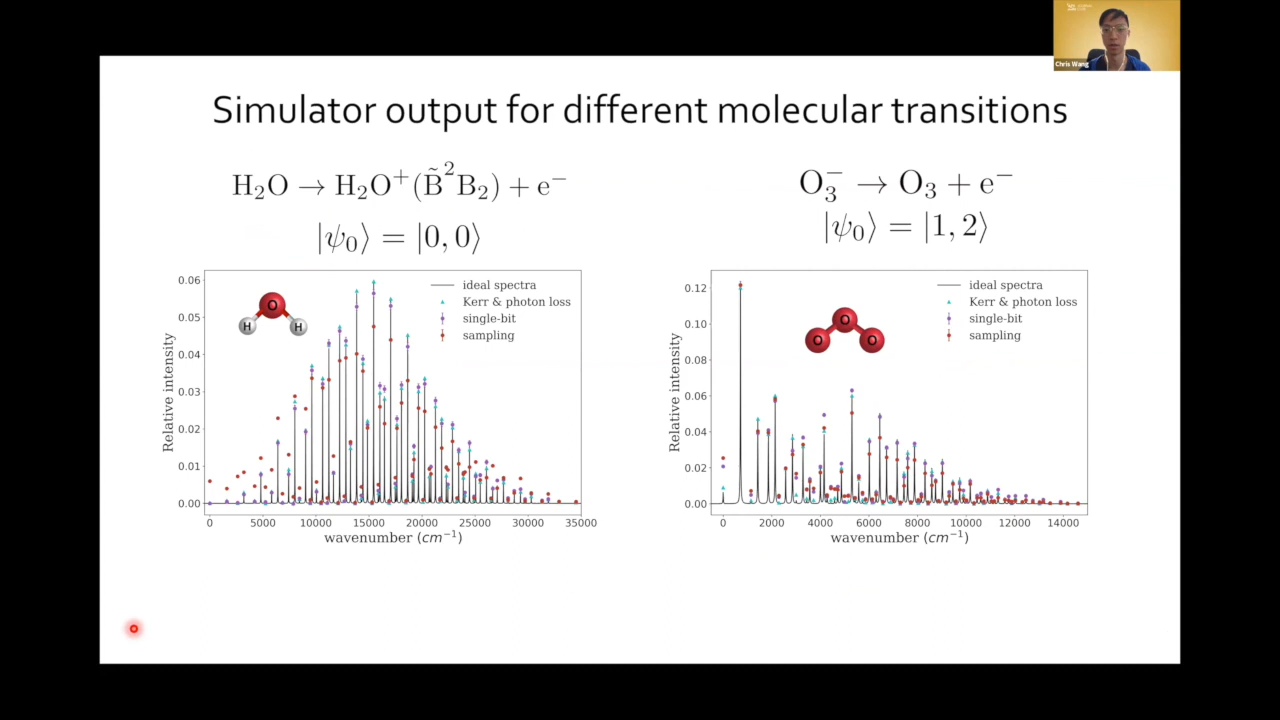 Chris Wang
Simulator output for different molecular transitions
H₂O → H₂O⁺(B̃²B₂) + e⁻
|ψ₀⟩ = |0, 0⟩
0.06
0.05
0.04
0.03
0.02
0.01
0.00
Relative intensity
ideal spectra
Kerr & photon loss
single-bit
sampling
O
H
H
0 5000 10000 15000 20000 25000 30000 35000
wavenumber (cm⁻¹)
O₃⁻ → O₃ + e⁻
|ψ₀⟩ = |1, 2⟩
0.12
0.10
0.08
0.06
0.04
0.02
0.00
Relative intensity
ideal spectra
Kerr & photon loss
single-bit
sampling
O
O
O
0 2000 4000 6000 8000 10000 12000 14000
wavenumber (cm⁻¹)